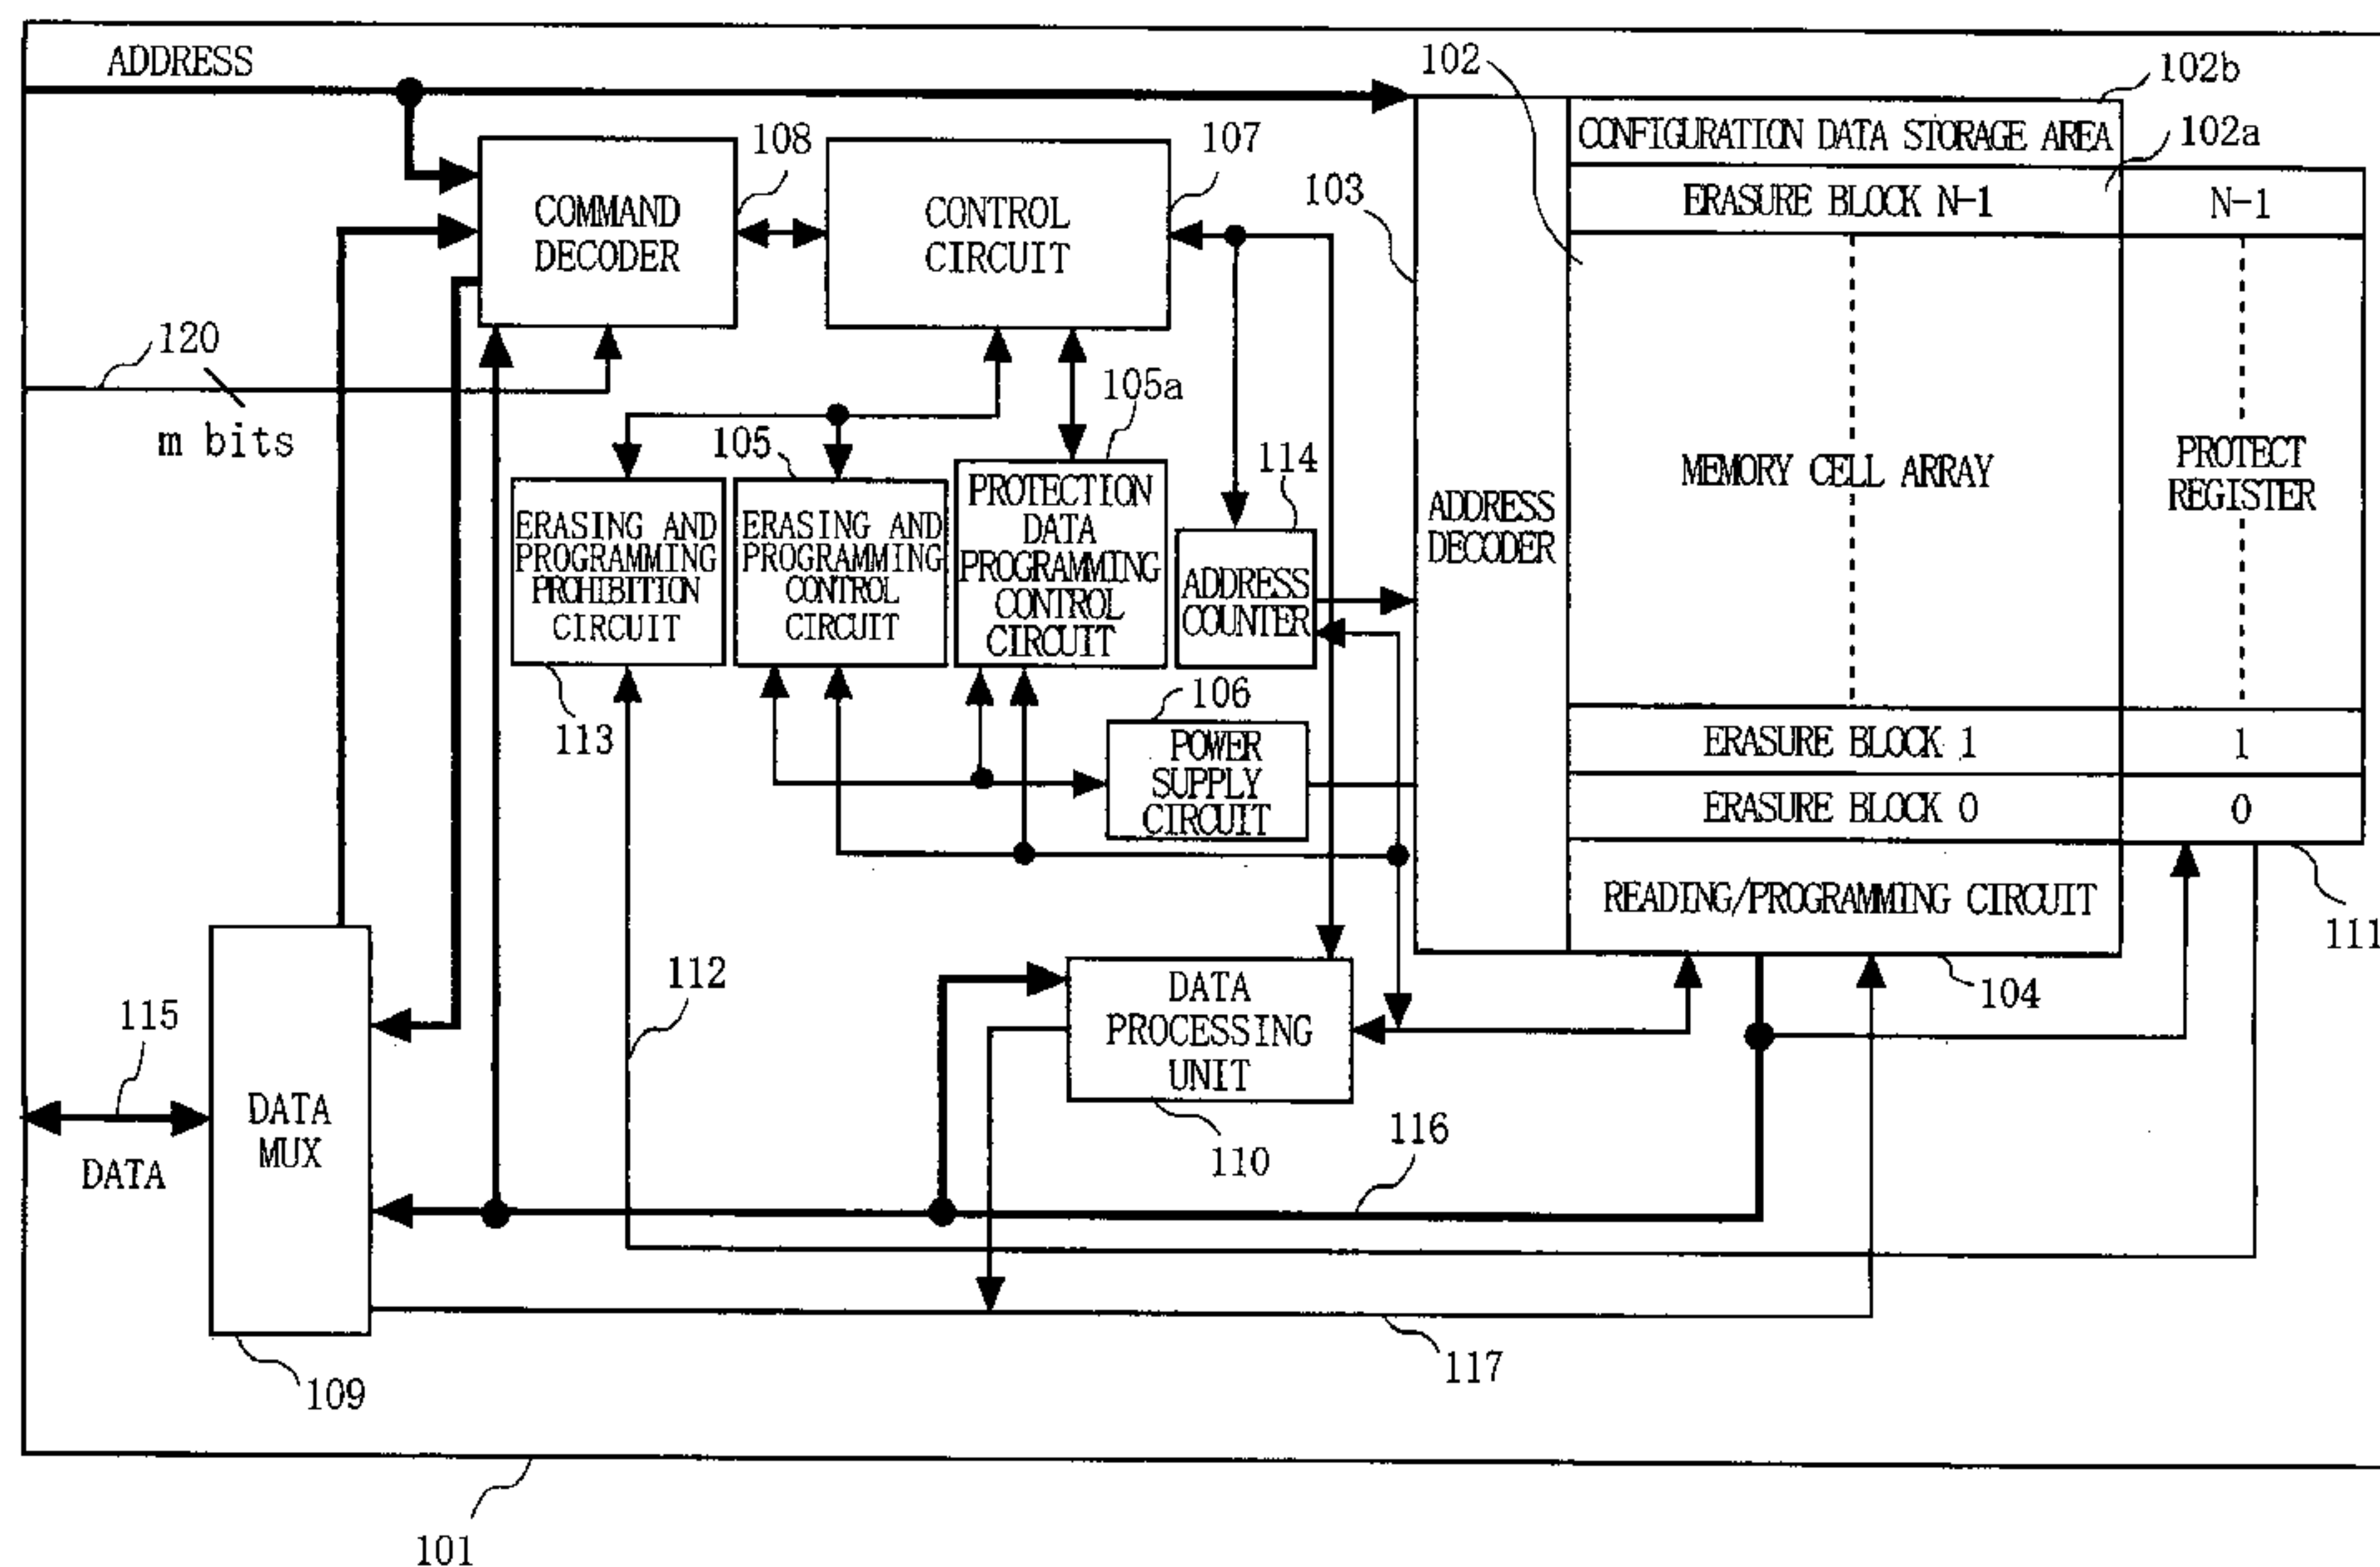 ADDRESS
102
102b
CONFIGURATION DATA STORAGE AREA
102a
108
107
103
COMMAND
DECODER
CONTROL
CIRCUIT
ERASURE BLOCK N-1
N-1
120
m bits
105
105a
114
ERASING AND
PROGRAMMING
PROHIBITION
CIRCUIT
ERASING AND
PROGRAMMING
CONTROL
CIRCUIT
PROTECTION
DATA
PROGRAMMING
CONTROL
CIRCUIT
ADDRESS
COUNTER
ADDRESS
DECODER
MEMORY CELL ARRAY
PROTECT
REGISTER
113
106
POWER
SUPPLY
CIRCUIT
ERASURE BLOCK 1
1
ERASURE BLOCK 0
0
READING/PROGRAMMING CIRCUIT
111
104
112
DATA
PROCESSING
UNIT
110
115
DATA
DATA
MUX
116
117
109
101